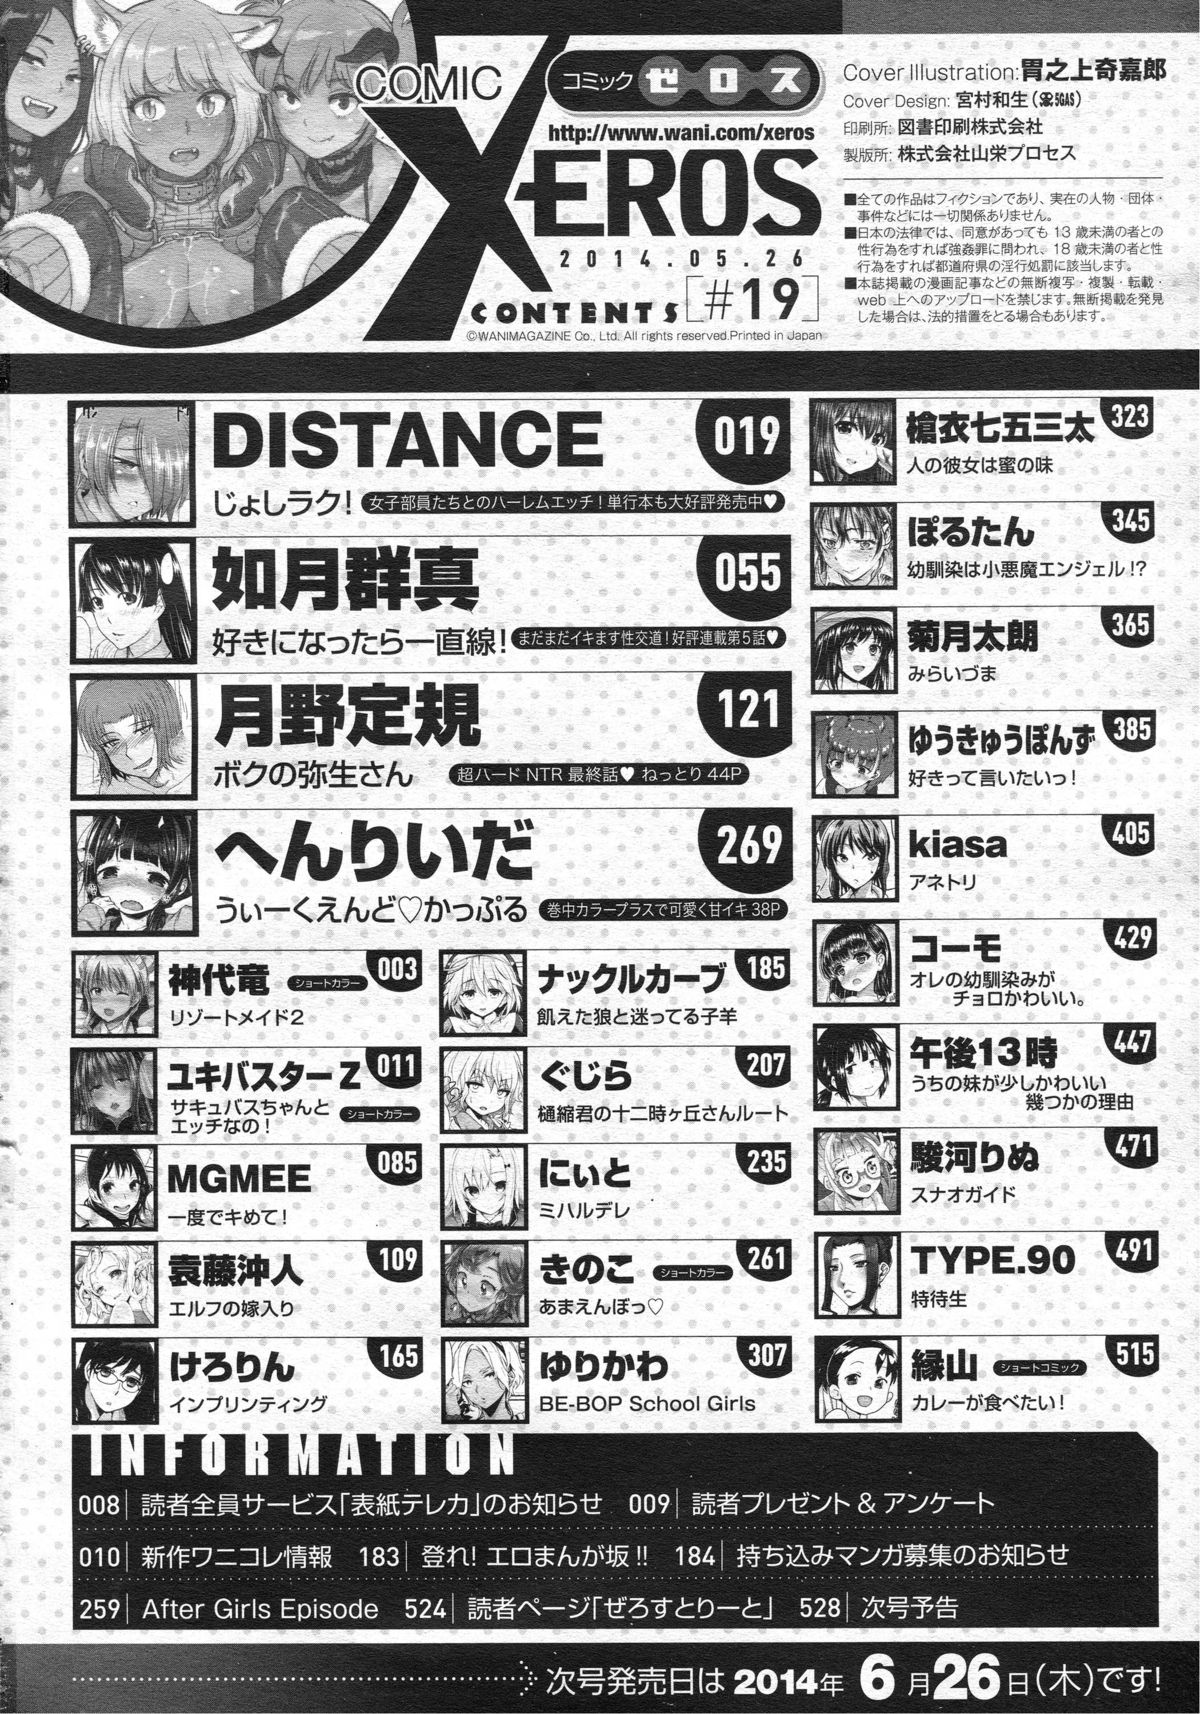 COMIC
XEROS
コミック ゼロス
http://www.wani.com/xeros
2014.05.26
CONTENTS [#19]
©WANIMAGAZINE Co., Ltd. All rights reserved.Printed in Japan
Cover Illustration:胃之上奇嘉郎
Cover Design: 宮村和生(5GAS)
印刷所: 図書印刷株式会社
製版所: 株式会社山栄プロセス
■全ての作品はフィクションであり、実在の人物・団体・
事件などには一切関係ありません。
■日本の法律では、同意があっても 13 歳未満の者との
性行為をすれば強姦罪に問われ、18 歳未満の者と性
行為をすれば都道府県の淫行処罰に該当します。
■本誌掲載の漫画記事などの無断複写・複製・転載・
web 上へのアップロードを禁じます。無断掲載を発見
した場合は、法的措置をとる場合もあります。
DISTANCE 019
じょしラク! 女子部員たちとのハーレムエッチ!単行本も大好評発売中♥
如月群真 055
好きになったら一直線! まだまだイキます性交道!好評連載第5話♥
月野定規 121
ボクの弥生さん 超ハードNTR最終話♥ ねっとり44P
へんりいだ 269
うぃーくえんど♡かっぷる 巻中カラープラスで可愛く甘イキ38P
神代竜 ショートカラー 003
リゾートメイド2
ユキバスターZ 011
サキュバスちゃんと
エッチなの! ショートカラー
MGMEE 085
一度でキめて!
袁藤沖人 109
エルフの嫁入り
けろりん 165
インプリンティング
ナックルカーブ 185
飢えた狼と迷ってる子羊
ぐじら 207
樋縮君の十二時ヶ丘さんルート
にぃと 235
ミハルデレ
きのこ ショートカラー 261
あまえんぼっ♡
ゆりかわ 307
BE-BOP School Girls
槍衣七五三太 323
人の彼女は蜜の味
ぽるたん 345
幼馴染は小悪魔エンジェル!?
菊月太朗 365
みらいづま
ゆうきゅうぽんず 385
好きって言いたいっ!
kiasa 405
アネトリ
コーモ 429
オレの幼馴染みが
チョロかわいい。
午後13時 447
うちの妹が少しかわいい
幾つかの理由
駿河りぬ 471
スナオガイド
TYPE.90 491
特待生
縁山 ショートコミック 515
カレーが食べたい!
INFORMATION
008 読者全員サービス「表紙テレカ」のお知らせ 009 読者プレゼント & アンケート
010 新作ワニコレ情報 183 登れ! エロまんが坂!! 184 持ち込みマンガ募集のお知らせ
259 After Girls Episode 524 読者ページ「ぜろすとりーと」 528 次号予告
次号発売日は 2014年 6月26日(木)です!